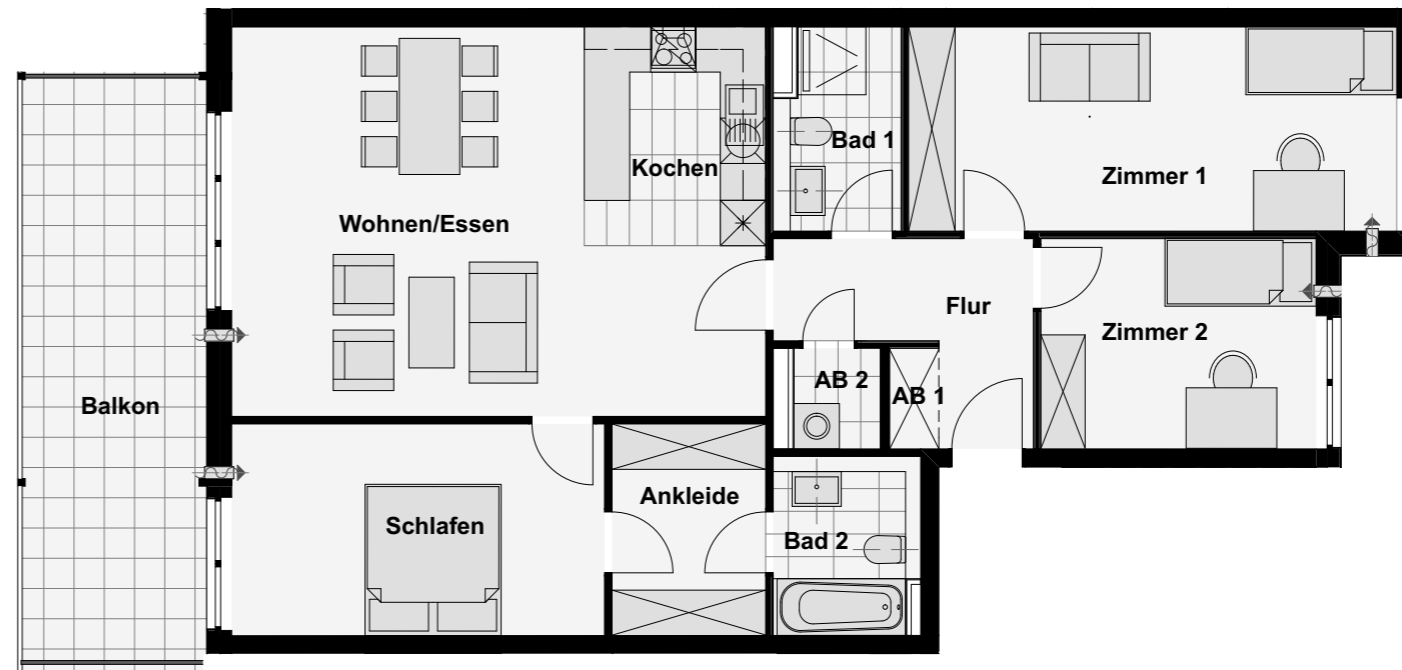 Bad 1
Kochen
Zimmer 1
Wohnen/Essen
Flur
Zimmer 2
AB 2
AB 1
Balkon
Ankleide
Schlafen
Bad 2